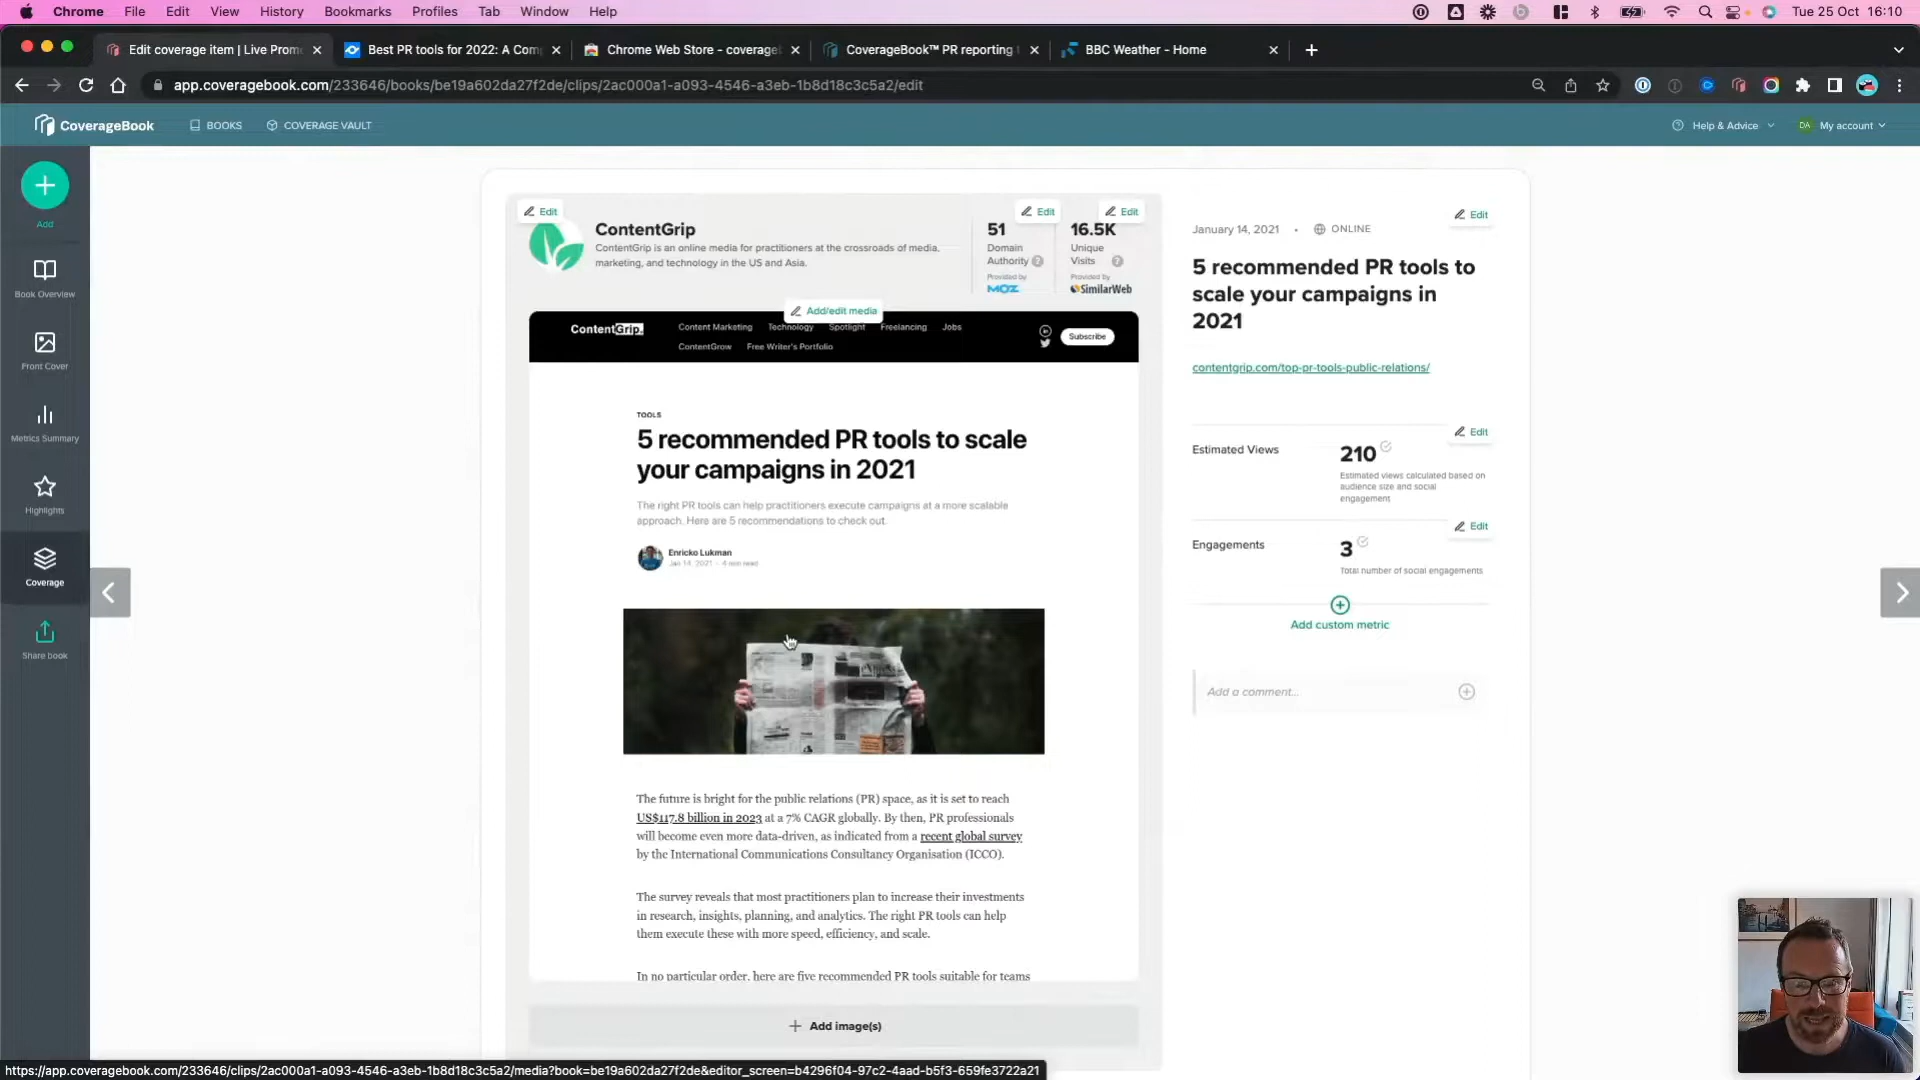 Chrome File Edit View History Bookmarks Profiles Tab Window Help Tue 25 Oct 16:10
Edit coverage item | Live Prom Best PR tools for 2022: A Com Chrome Web Store - coverage CoverageBook™ PR reporting BBC Weather - Home
app.coveragebook.com/233646/books/be19a602da27f2de/clips/2ac000a1-a093-4546-a3eb-1b8d18c3c5a2/edit
CoverageBook BOOKS COVERAGE VAULT Help & Advice DA My account
Add
Book Overview
Front Cover
Metrics Summary
Highlights
Coverage
Share book
Edit Edit Edit
ContentGrip
ContentGrip is an online media for practitioners at the crossroads of media,
marketing, and technology in the US and Asia.
51
Domain
Authority
Provided by
MOZ
16.5K
Unique
Visits
Provided by
SimilarWeb
Add/edit media
ContentGrip. Content Marketing Technology Spotlight Freelancing Jobs
ContentGrow Free Writer's Portfolio
Subscribe
TOOLS
5 recommended PR tools to scale
your campaigns in 2021
The right PR tools can help practitioners execute campaigns at a more scalable
approach. Here are 5 recommendations to check out.
Enricko Lukman
Jan 14, 2021 • 4 min read
The future is bright for the public relations (PR) space, as it is set to reach
US$117.8 billion in 2023 at a 7% CAGR globally. By then, PR professionals
will become even more data-driven, as indicated from a recent global survey
by the International Communications Consultancy Organisation (ICCO).
The survey reveals that most practitioners plan to increase their investments
in research, insights, planning, and analytics. The right PR tools can help
them execute these with more speed, efficiency, and scale.
In no particular order, here are five recommended PR tools suitable for teams
Add image(s)
Edit
January 14, 2021 • ONLINE
5 recommended PR tools to
scale your campaigns in
2021
contentgrip.com/top-pr-tools-public-relations/
Edit
Estimated Views 210
Estimated views calculated based on
audience size and social
engagement
Edit
Engagements 3
Total number of social engagements
Add custom metric
Add a comment...
https://app.coveragebook.com/233646/clips/2ac000a1-a093-4546-a3eb-1b8d18c3c5a2/media?book=be19a602da27f2de&editor_screen=b4296f04-97c2-4aad-b5f3-659fe3722a21